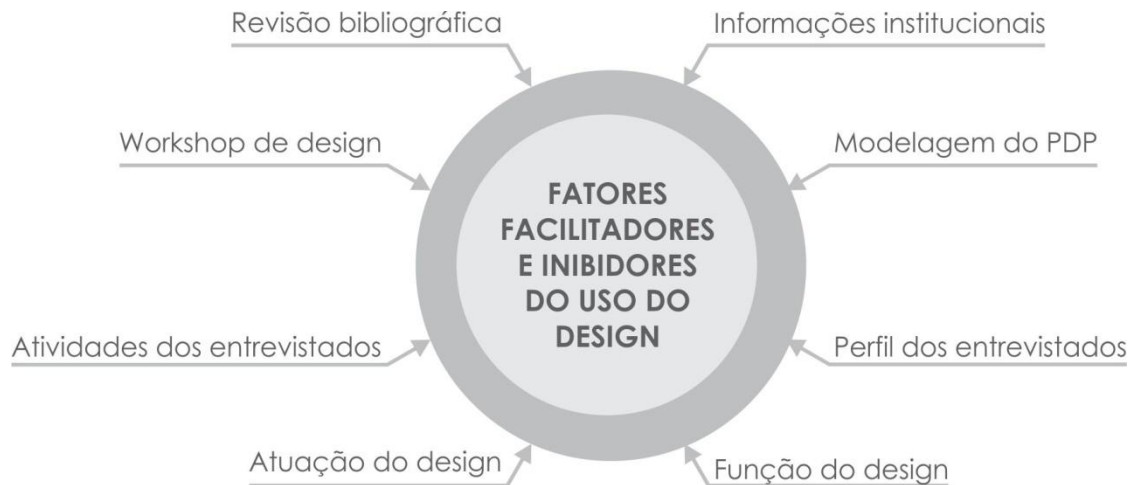 Revisão bibliográfica
Informações institucionais
Workshop de design
Modelagem do PDP
FATORES
FACILITADORES
E INIBIDORES
DO USO DO
DESIGN
Atividades dos entrevistados
Perfil dos entrevistados
Atuação do design
Função do design